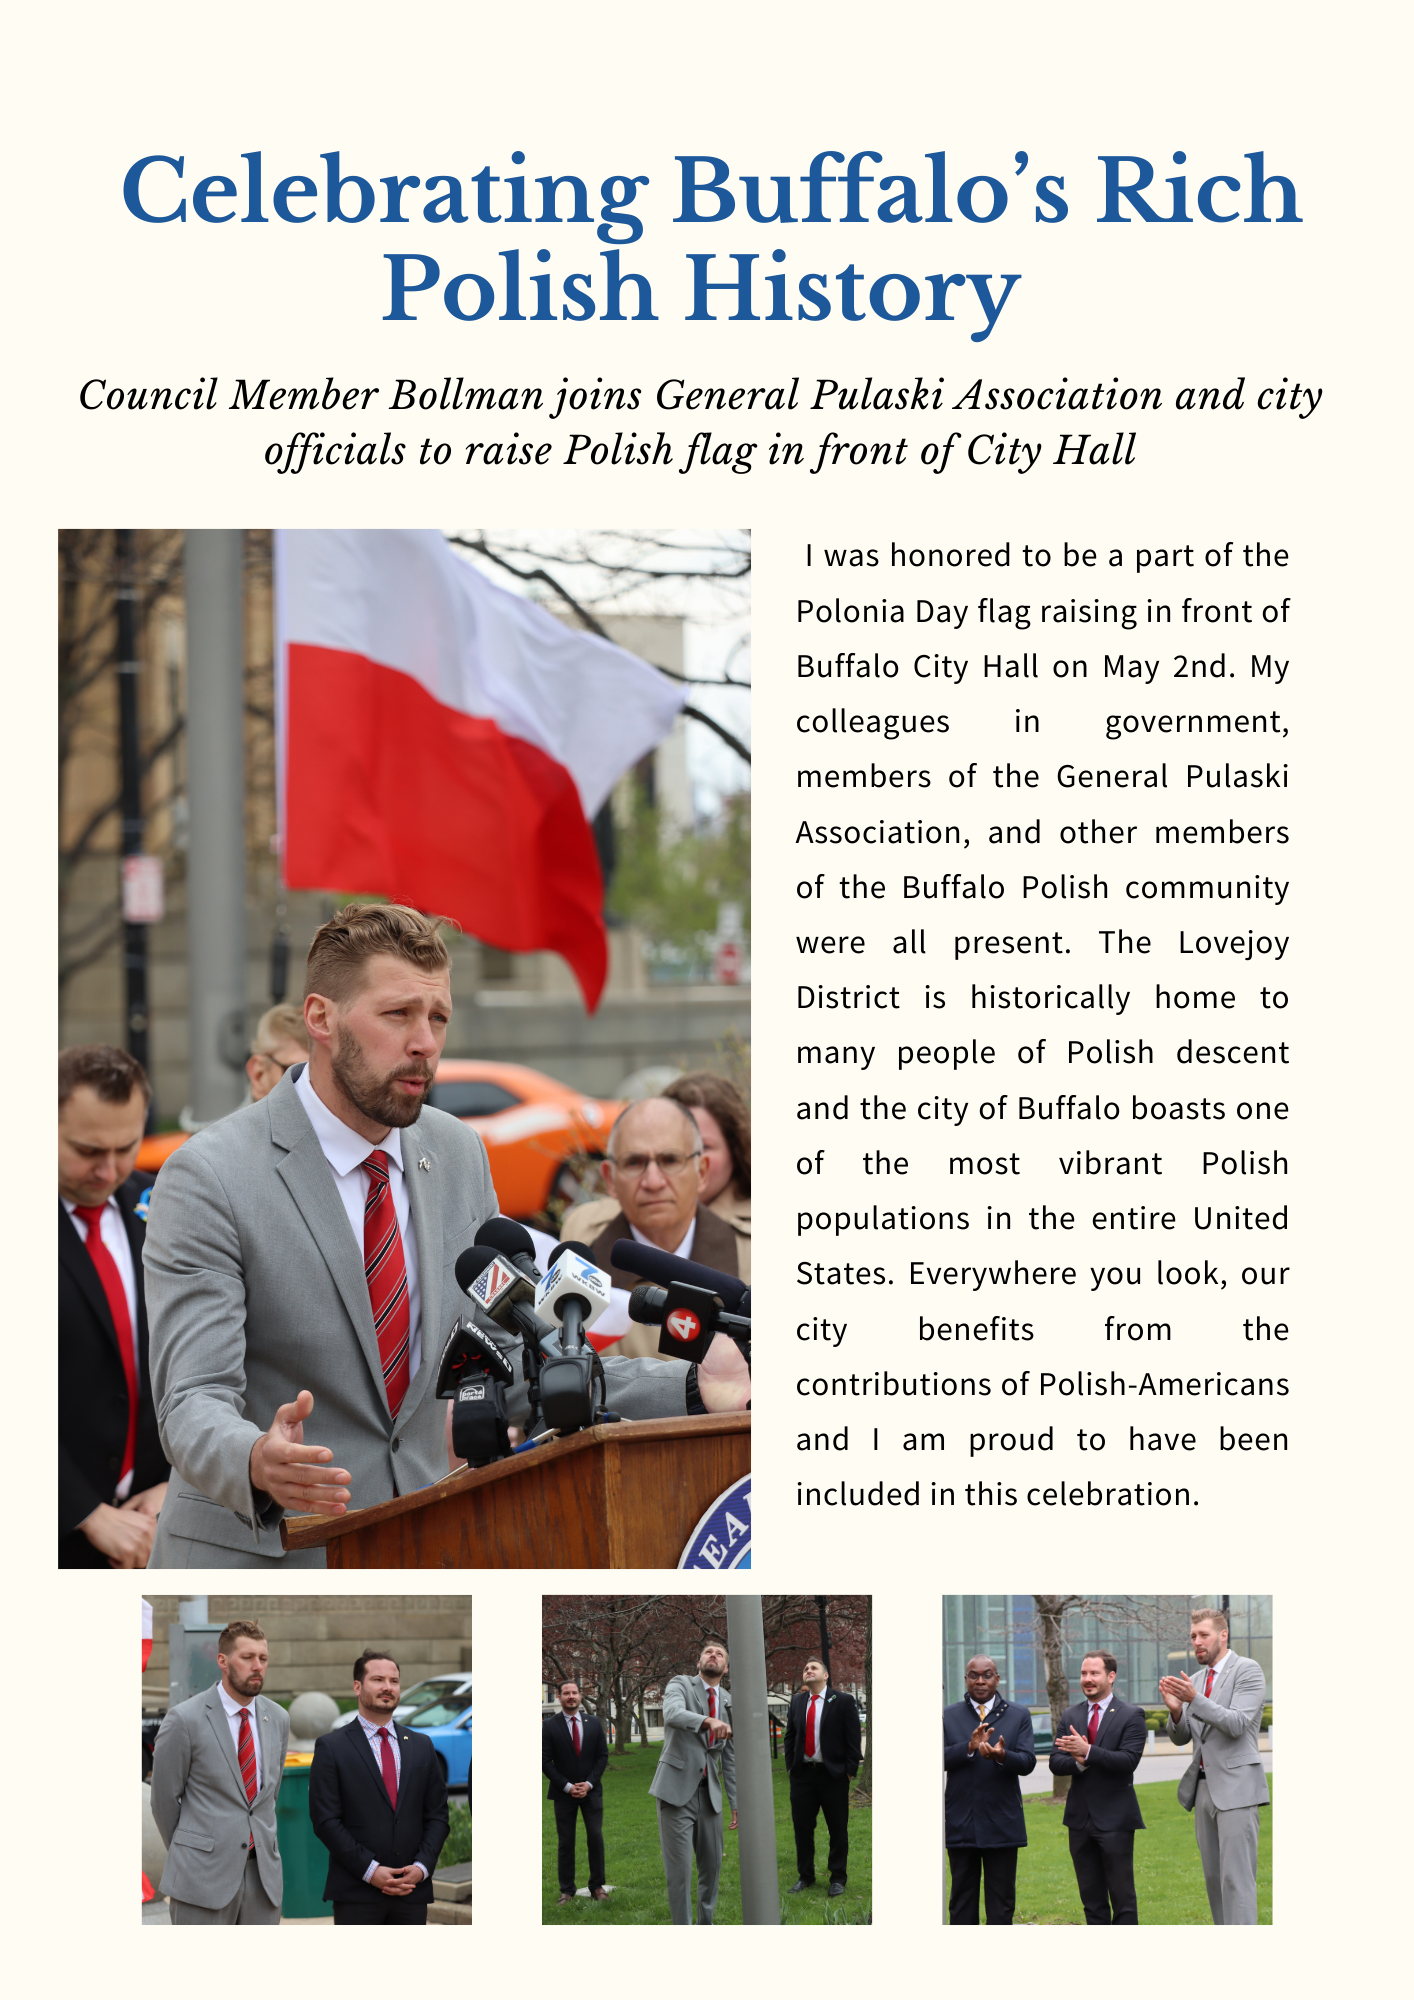 Celebrating Buffalo’s Rich
Polish History
Council Member Bollman joins General Pulaski Association and city
officials to raise Polish flag in front of City Hall
I was honored to be a part of the
Polonia Day flag raising in front of
Buffalo City Hall on May 2nd. My
colleagues in government,
members of the General Pulaski
Association, and other members
of the Buffalo Polish community
were all present. The Lovejoy
District is historically home to
many people of Polish descent
and the city of Buffalo boasts one
of the most vibrant Polish
populations in the entire United
States. Everywhere you look, our
city benefits from the
contributions of Polish-Americans
and I am proud to have been
included in this celebration.
7
WKBW
4